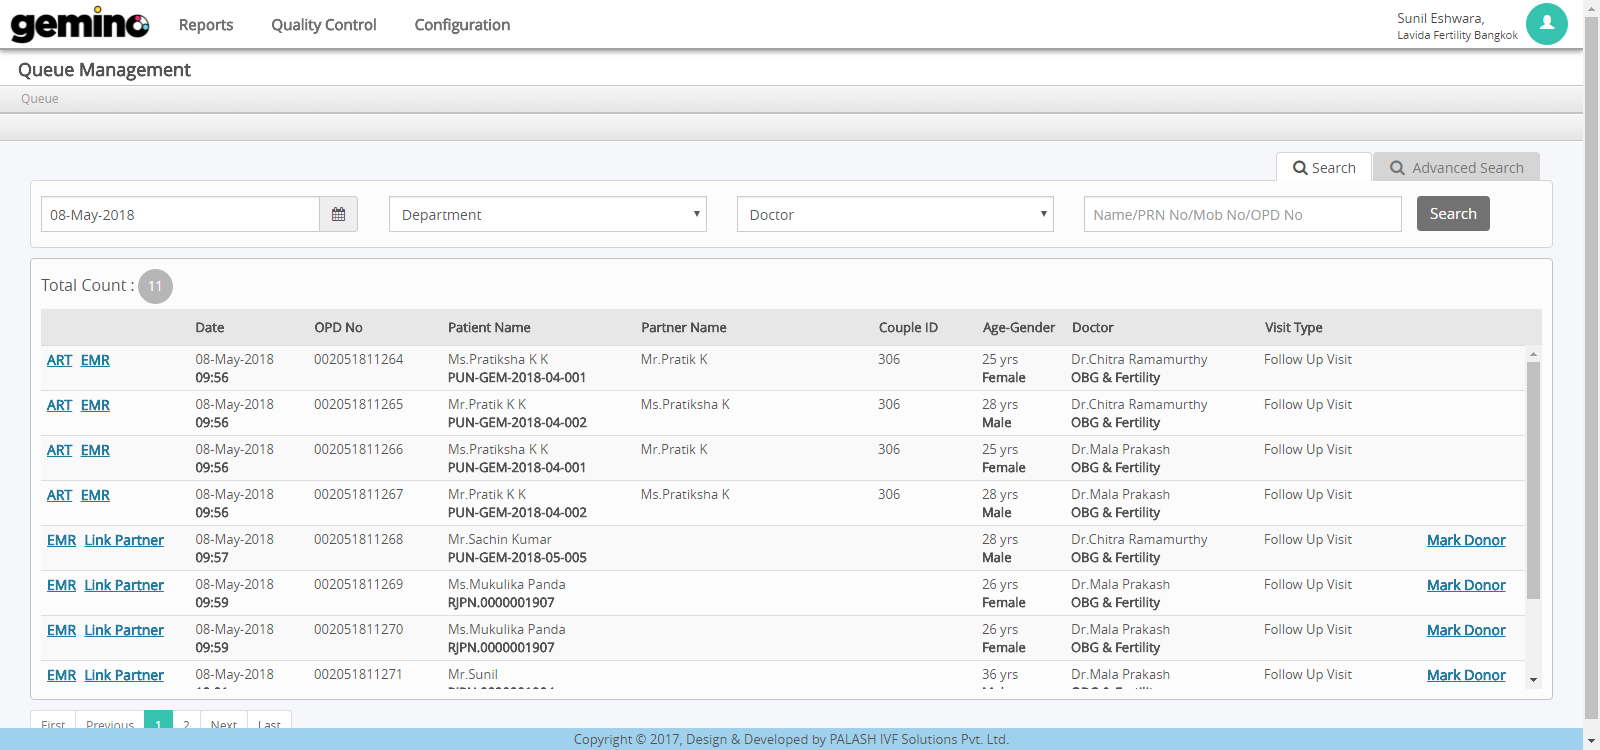 gemino Reports Quality Control Configuration Sunil Eshwara,
Lavida Fertility Bangkok
Queue Management
Queue
Search Advanced Search
08-May-2018 Department Doctor Name/PRN No/Mob No/OPD No Search
Total Count : 11
Date OPD No Patient Name Partner Name Couple ID Age-Gender Doctor Visit Type
ART EMR 08-May-2018 002051811264 Ms.Pratiksha K K Mr.Pratik K 306 25 yrs Dr.Chitra Ramamurthy Follow Up Visit
09:56 PUN-GEM-2018-04-001 Female OBG & Fertility
ART EMR 08-May-2018 002051811265 Mr.Pratik K K Ms.Pratiksha K 306 28 yrs Dr.Chitra Ramamurthy Follow Up Visit
09:56 PUN-GEM-2018-04-002 Male OBG & Fertility
ART EMR 08-May-2018 002051811266 Ms.Pratiksha K K Mr.Pratik K 306 25 yrs Dr.Mala Prakash Follow Up Visit
09:56 PUN-GEM-2018-04-001 Female OBG & Fertility
ART EMR 08-May-2018 002051811267 Mr.Pratik K K Ms.Pratiksha K 306 28 yrs Dr.Mala Prakash Follow Up Visit
09:56 PUN-GEM-2018-04-002 Male OBG & Fertility
EMR Link Partner 08-May-2018 002051811268 Mr.Sachin Kumar 28 yrs Dr.Chitra Ramamurthy Follow Up Visit Mark Donor
09:57 PUN-GEM-2018-05-005 Male OBG & Fertility
EMR Link Partner 08-May-2018 002051811269 Ms.Mukulika Panda 26 yrs Dr.Mala Prakash Follow Up Visit Mark Donor
09:59 RJPN.0000001907 Female OBG & Fertility
EMR Link Partner 08-May-2018 002051811270 Ms.Mukulika Panda 26 yrs Dr.Mala Prakash Follow Up Visit Mark Donor
09:59 RJPN.0000001907 Female OBG & Fertility
EMR Link Partner 08-May-2018 002051811271 Mr.Sunil 36 yrs Dr.Mala Prakash Follow Up Visit Mark Donor
First Previous 1 2 Next Last
Copyright © 2017, Design & Developed by PALASH IVF Solutions Pvt. Ltd.